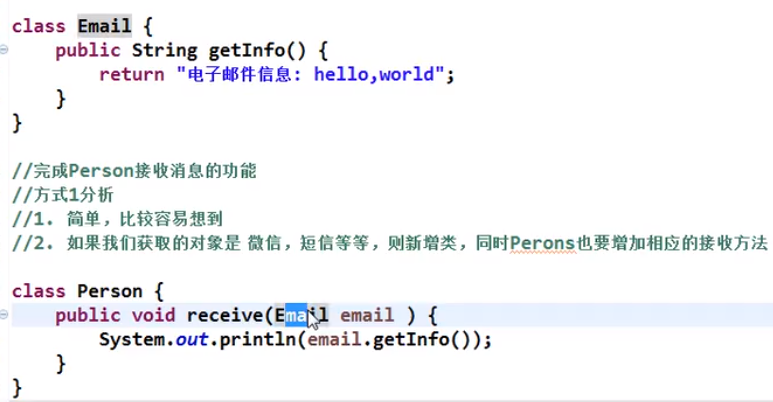 class Email {
public String getInfo() {
return "电子邮件信息: hello,world";
}
}
//完成Person接收消息的功能
//方式1分析
//1. 简单，比较容易想到
//2. 如果我们获取的对象是 微信，短信等等，则新增类，同时Perons也要增加相应的接收方法
class Person {
public void receive(Email email ) {
System.out.println(email.getInfo());
}
}